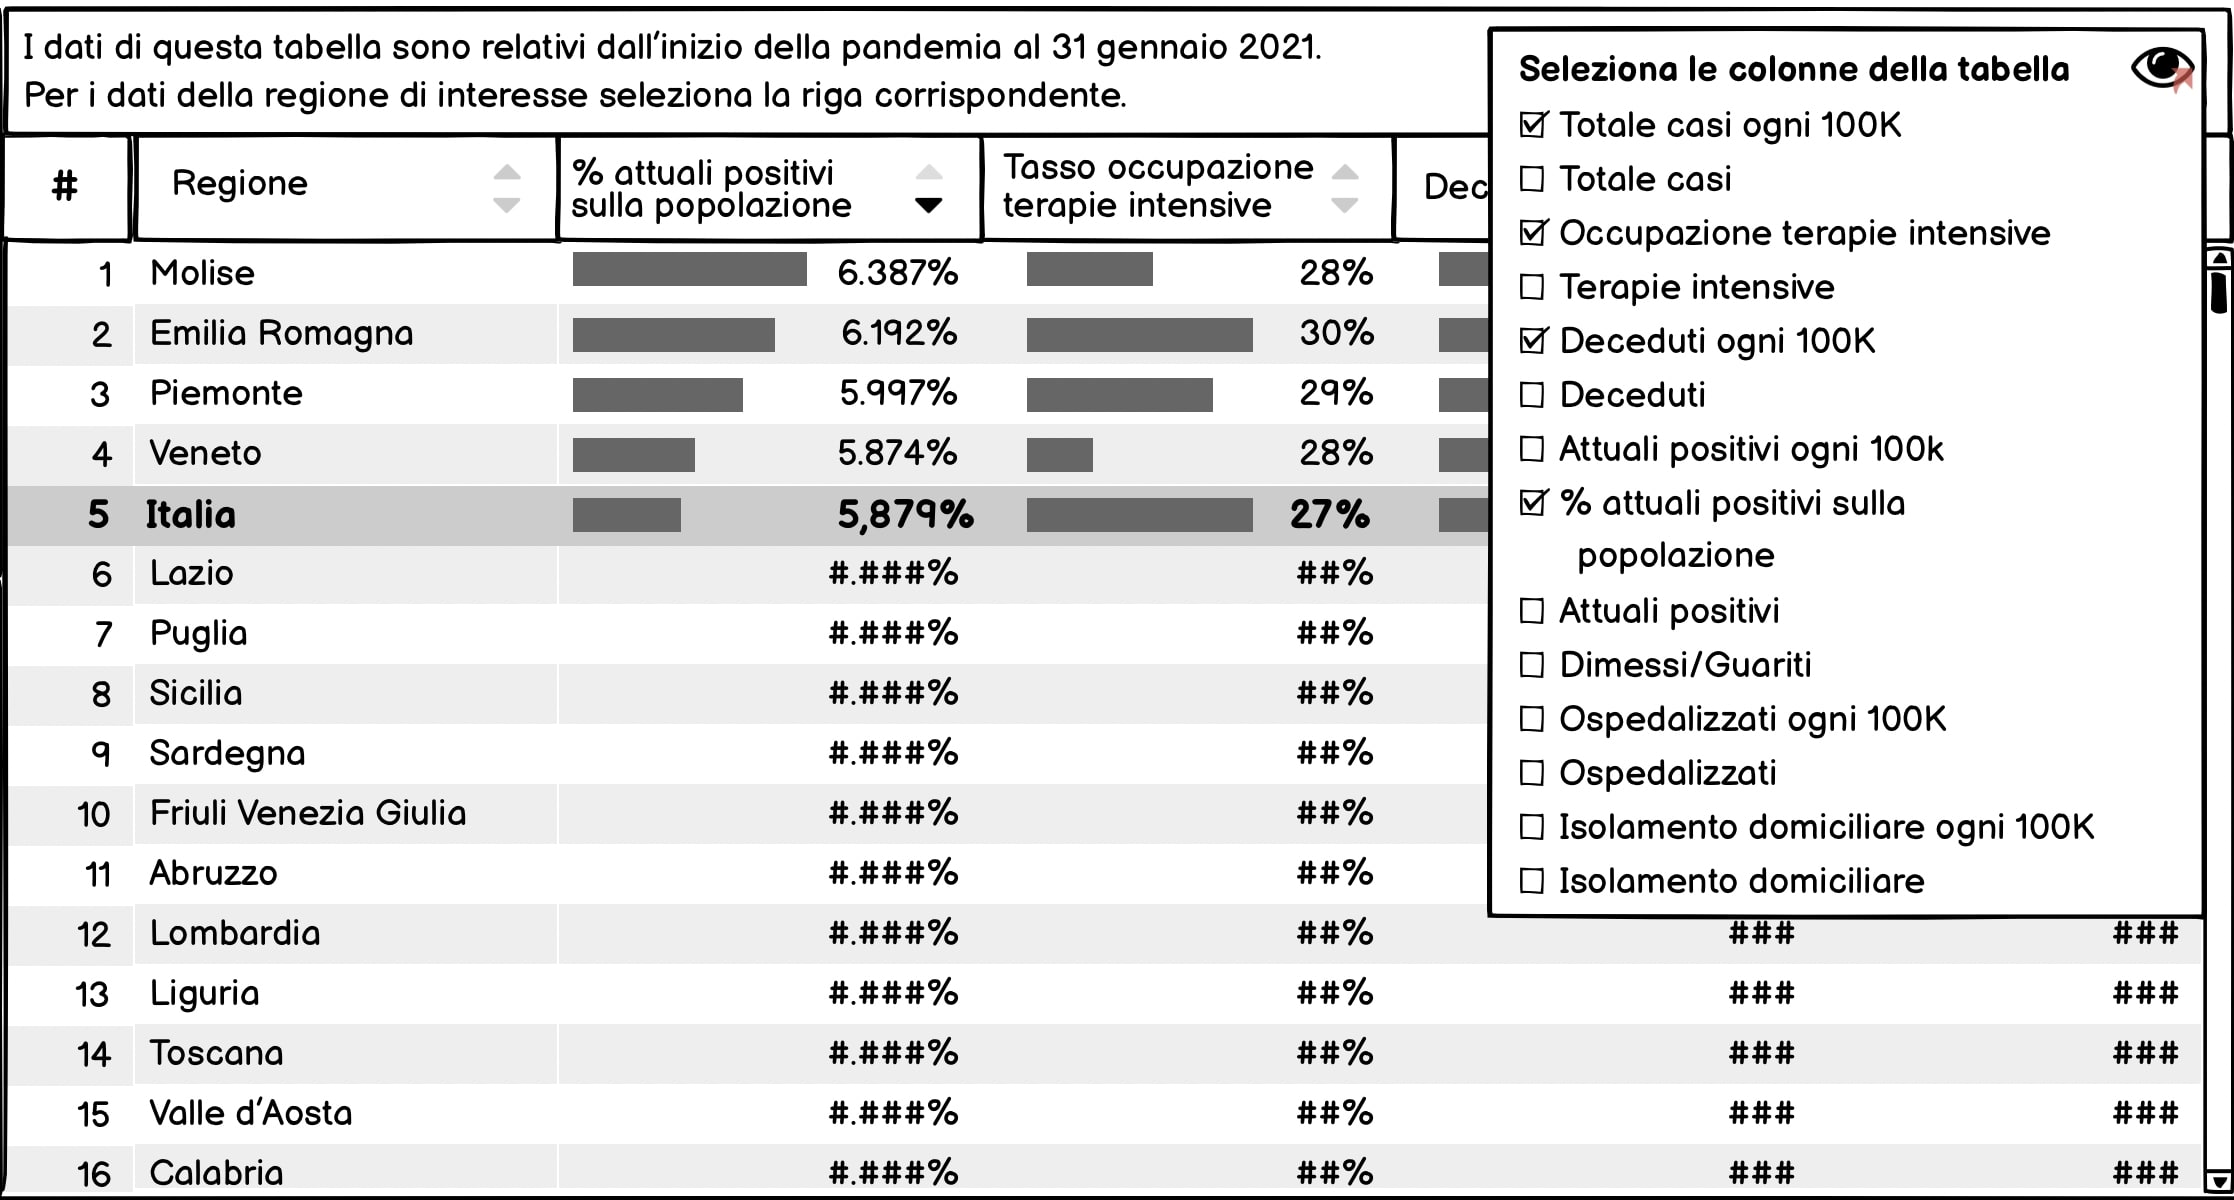 I dati di questa tabella sono relativi dall'inizio della pandemia al 31 gennaio 2021.
Per i dati della regione di interesse seleziona la riga corrispondente.
# Regione % attuali positivi sulla popolazione Tasso occupazione terapie intensive Dec
1 Molise 6.387% 28%
2 Emilia Romagna 6.192% 30%
3 Piemonte 5.997% 29%
4 Veneto 5.874% 28%
5 Italia 5,879% 27%
6 Lazio #.###% ##%
7 Puglia #.###% ##%
8 Sicilia #.###% ##%
9 Sardegna #.###% ##%
10 Friuli Venezia Giulia #.###% ##%
11 Abruzzo #.###% ##%
12 Lombardia #.###% ##% ### ###
13 Liguria #.###% ##% ### ###
14 Toscana #.###% ##% ### ###
15 Valle d'Aosta #.###% ##% ### ###
16 Calabria #.###% ##% ### ###
Seleziona le colonne della tabella
Totale casi ogni 100K
Totale casi
Occupazione terapie intensive
Terapie intensive
Deceduti ogni 100K
Deceduti
Attuali positivi ogni 100k
% attuali positivi sulla
popolazione
Attuali positivi
Dimessi/Guariti
Ospedalizzati ogni 100K
Ospedalizzati
Isolamento domiciliare ogni 100K
Isolamento domiciliare